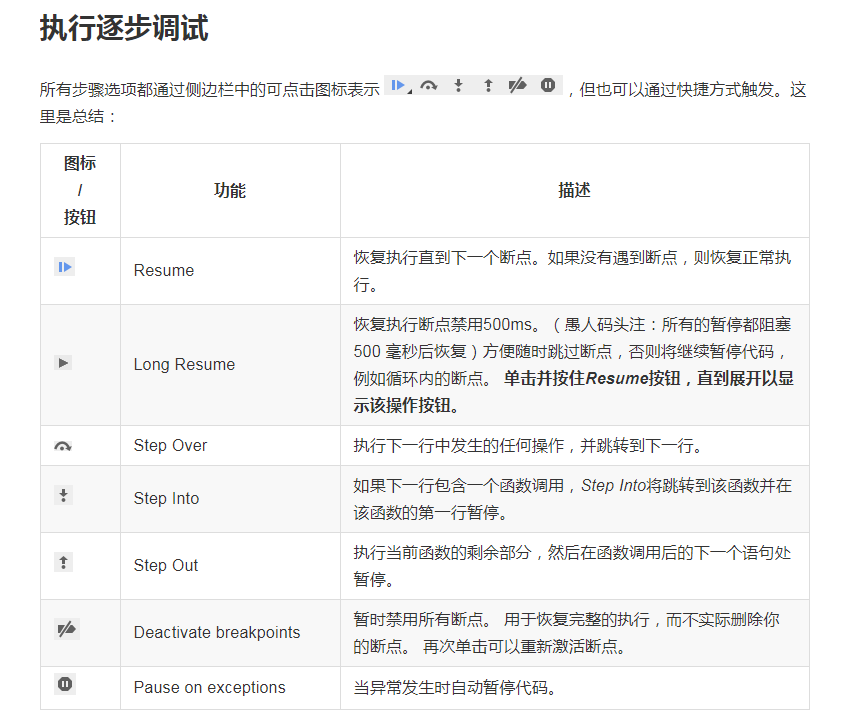 执行逐步调试
所有步骤选项都通过侧边栏中的可点击图标表示 ，但也可以通过快捷方式触发。这
里是总结：
图标
/
按钮
功能
描述
Resume
恢复执行直到下一个断点。如果没有遇到断点，则恢复正常执
行。
Long Resume
恢复执行断点禁用500ms。（愚人码头注：所有的暂停都阻塞
500 毫秒后恢复）方便随时跳过断点，否则将继续暂停代码，
例如循环内的断点。 单击并按住Resume按钮，直到展开以显
示该操作按钮。
Step Over
执行下一行中发生的任何操作，并跳转到下一行。
Step Into
如果下一行包含一个函数调用，Step Into将跳转到该函数并在
该函数的第一行暂停。
Step Out
执行当前函数的剩余部分，然后在函数调用后的下一个语句处
暂停。
Deactivate breakpoints
暂时禁用所有断点。 用于恢复完整的执行，而不实际删除你
的断点。 再次单击可以重新激活断点。
Pause on exceptions
当异常发生时自动暂停代码。